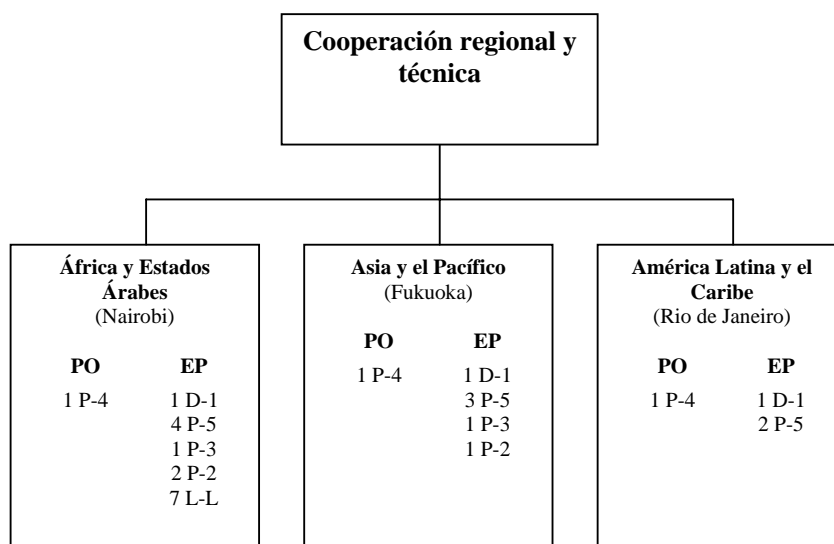 Cooperación regional y
técnica
África y Estados
Árabes
(Nairobi)
PO EP
1 P-4 1 D-1
4 P-5
1 P-3
2 P-2
7 L-L
Asia y el Pacífico
(Fukuoka)
PO EP
1 P-4 1 D-1
3 P-5
1 P-3
1 P-2
América Latina y el
Caribe
(Rio de Janeiro)
PO EP
1 P-4 1 D-1
2 P-5